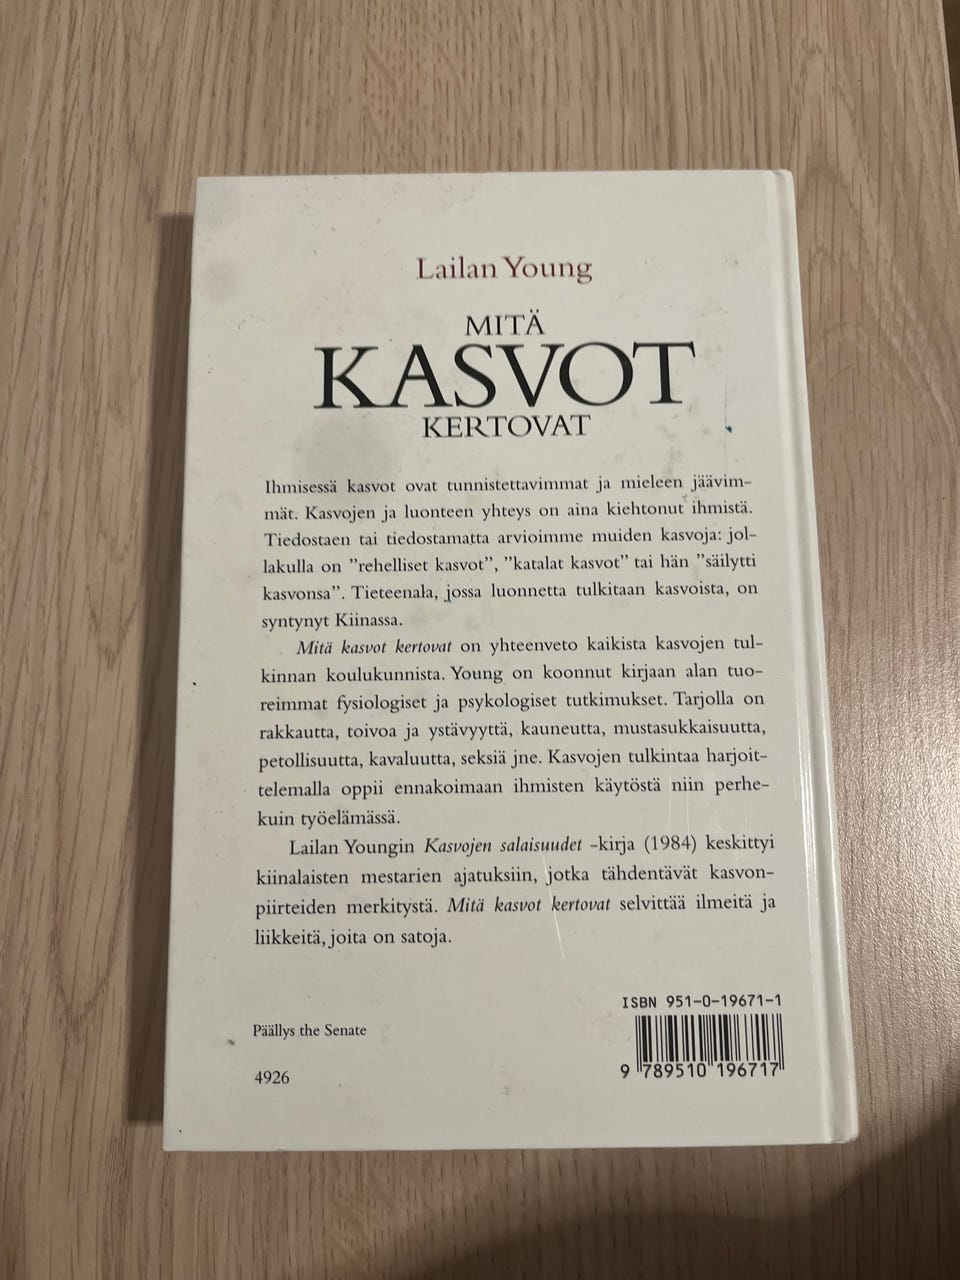 Lailan Young
MITÄ
KASVOT
KERTOVAT
Ihmisessä kasvot ovat tunnistettavimmat ja mieleen jäävim-
mät. Kasvojen ja luonteen yhteys on aina kiehtonut ihmistä.
Tiedostaen tai tiedostamatta arvioimme muiden kasvoja: jol-
lakulla on ”rehelliset kasvot”, ”katalat kasvot” tai hän ”säilytti
kasvonsa”. Tieteenala, jossa luonnetta tulkitaan kasvoista, on
syntynyt Kiinassa.
Mitä kasvot kertovat on yhteenveto kaikista kasvojen tul-
kinnan koulukunnista. Young on koonnut kirjaan alan tuo-
reimmat fysiologiset ja psykologiset tutkimukset. Tarjolla on
rakkautta, toivoa ja ystävyyttä, kauneutta, mustasukkaisuutta,
petollisuutta, kavaluutta, seksiä jne. Kasvojen tulkintaa harjoit-
telemalla oppii ennakoimaan ihmisten käytöstä niin perhe-
kuin työelämässä.
Lailan Youngin Kasvojen salaisuudet -kirja (1984) keskittyi
kiinalaisten mestarien ajatuksiin, jotka tähdentävät kasvon-
piirteiden merkitystä. Mitä kasvot kertovat selvittää ilmeitä ja
liikkeitä, joita on satoja.
ISBN 951-0-19671-1
Päällys the Senate
9 789510 196717
4926